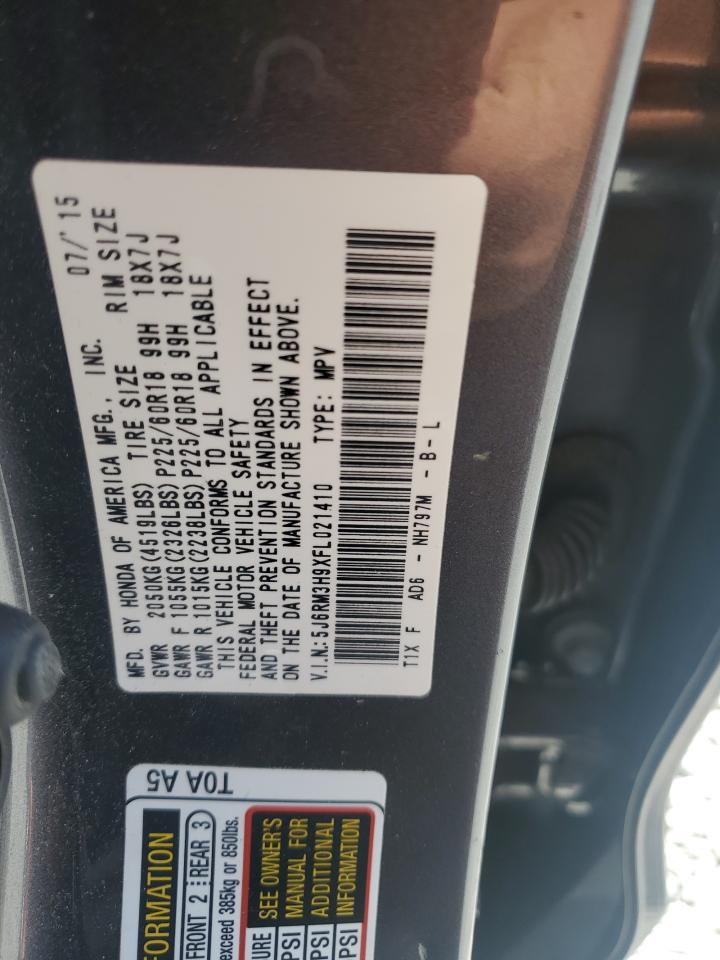 MFD. BY HONDA OF AMERICA MFG., INC. 07/'15
GVWR 2050KG(4519LBS) TIRE SIZE RIM SIZE
GAWR F 1055KG(2326LBS)P225/60R18 99H 18X7J
GAWR R 1015KG(2238LBS)P225/60R18 99H 18X7J
THIS VEHICLE CONFORMS TO ALL APPLICABLE
FEDERAL MOTOR VEHICLE SAFETY
AND THEFT PREVENTION STANDARDS IN EFFECT
ON THE DATE OF MANUFACTURE SHOWN ABOVE.
V.I.N.:5J6RM3H9XFL021410 TYPE: MPV
T1X F AD6 - NH797M - B - L
T0A A5
FORMATION
FRONT 2 REAR 3
exceed 385kg or 850lbs.
SEE OWNER'S
MANUAL FOR
ADDITIONAL
INFORMATION
URE
PSI
PSI
PSI